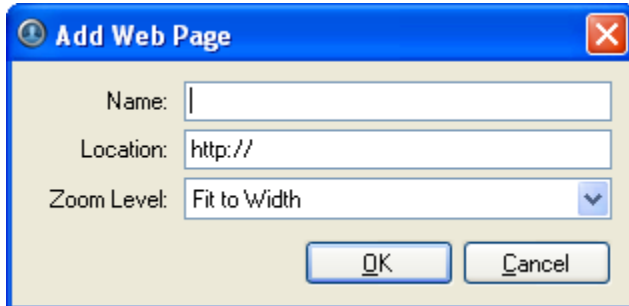 Add Web Page
Name:
Location: http://
Zoom Level: Fit to Width
OK Cancel